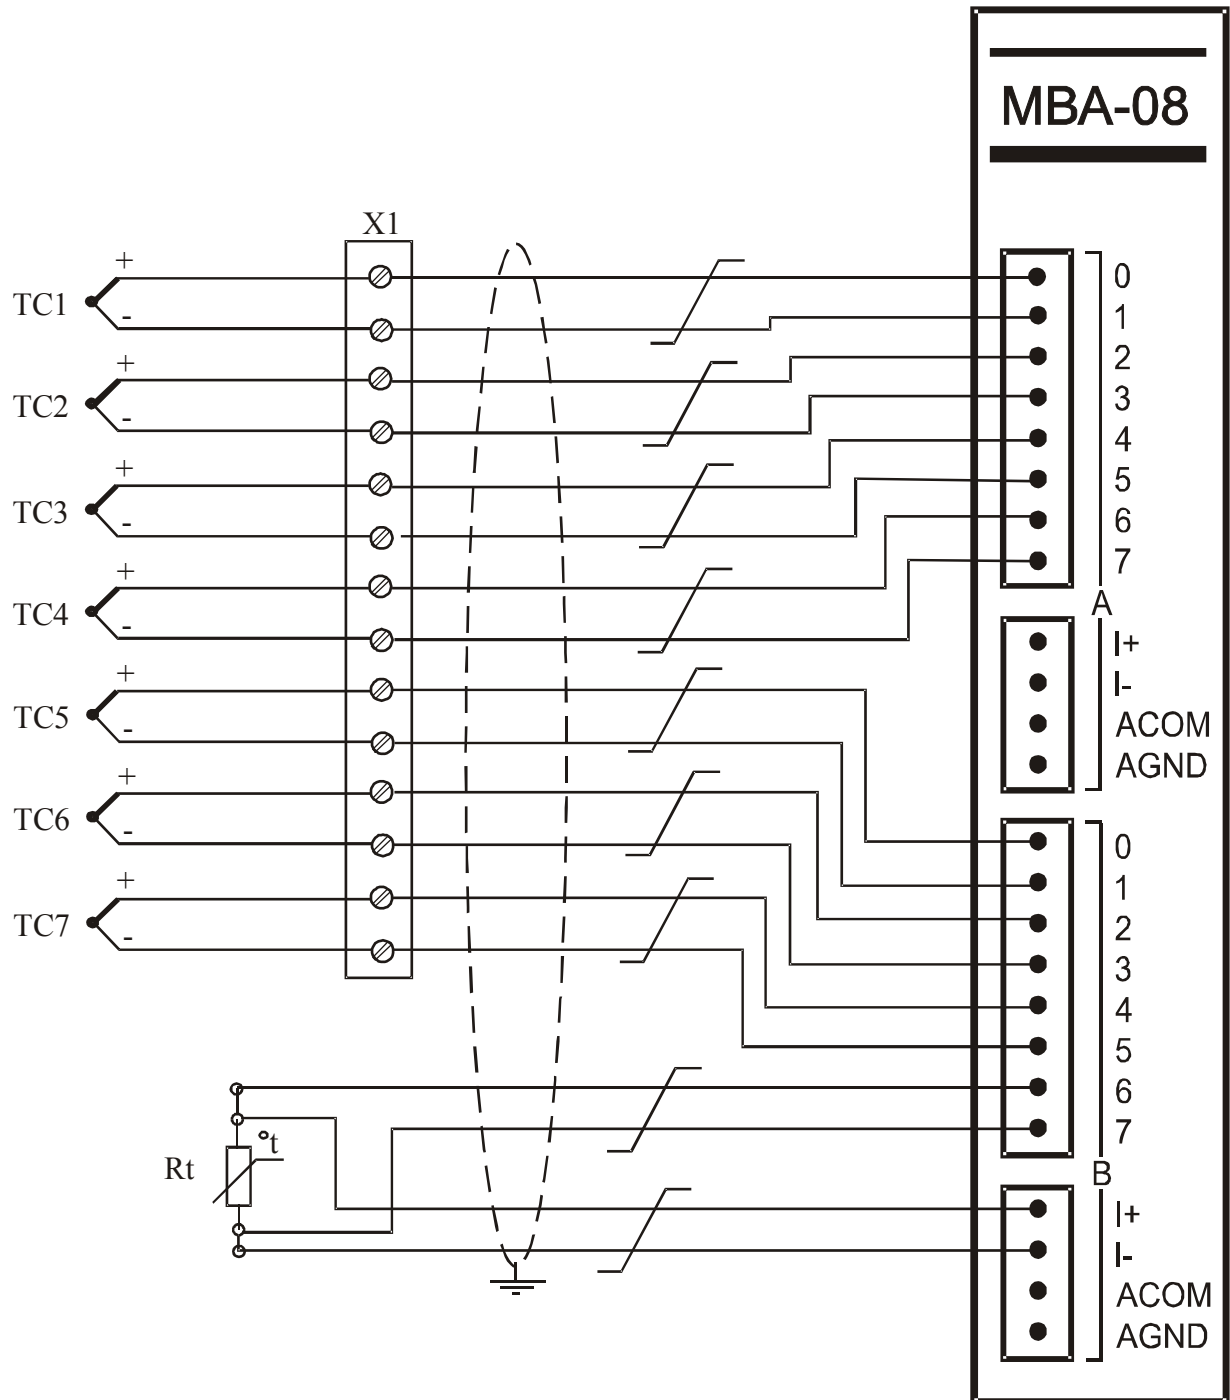 MBA-08
X1
+
TC1
-
+
TC2
-
+
TC3
-
+
TC4
-
+
TC5
-
+
TC6
-
+
TC7
-
°t
Rt
0
1
2
3
4
5
6
7
A
I+
I-
ACOM
AGND
0
1
2
3
4
5
6
7
B
I+
I-
ACOM
AGND